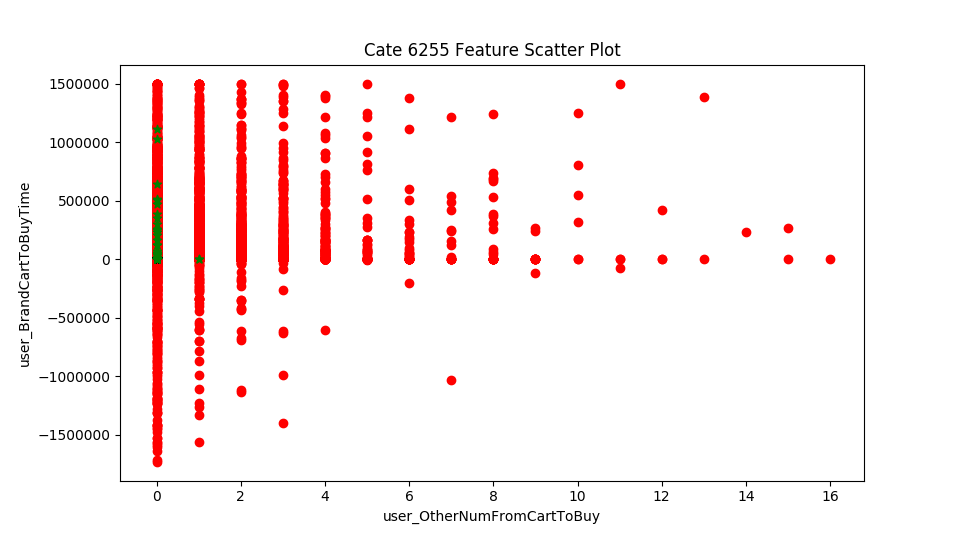 Cate 6255 Feature Scatter Plot
1500000
1000000
500000
0
−500000
−1000000
−1500000
user_BrandCartToBuyTime
0 2 4 6 8 10 12 14 16
user_OtherNumFromCartToBuy